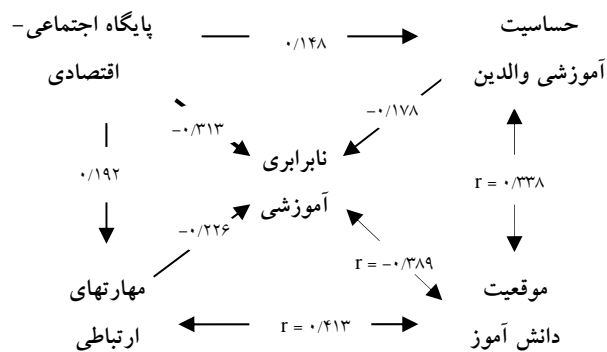 پایگاه اجتماعی–
اقتصادی
۰/۱۴۸
حساسیت
آموزشی والدین
–۰/۳۱۳
–۰/۱۷۸
۰/۱۹۲
نابرابری
آموزشی
r = ۰/۳۳۸
–۰/۲۲۶
r = –۰/۳۸۹
مهارتهای
ارتباطی
r = ۰/۴۱۳
موقعیت
دانش آموز